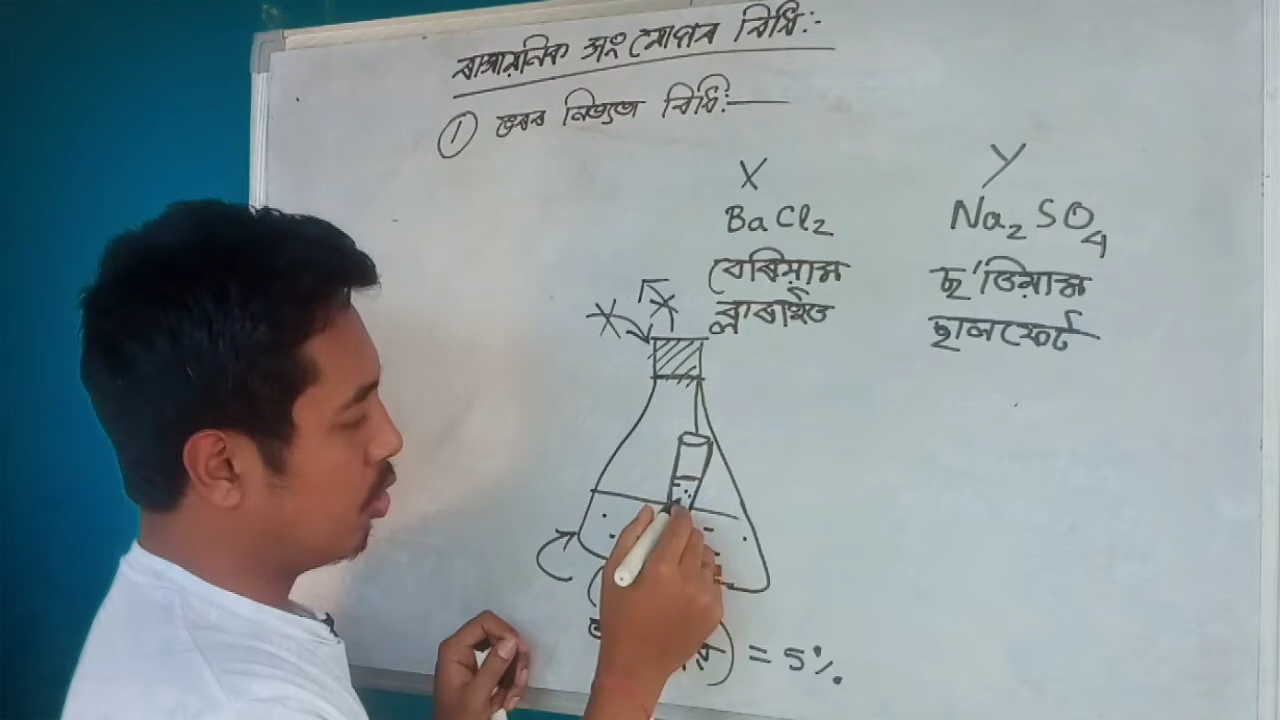 ৰাসায়নিক সংযোগৰ বিধি:-
① ভৰৰ নিত্যতা বিধি:—
X
BaCl₂
বেৰিয়াম
ক্ল'ৰাইড
Y
Na₂SO₄
ছ'ডিয়াম
ছালফেট
= 5%.